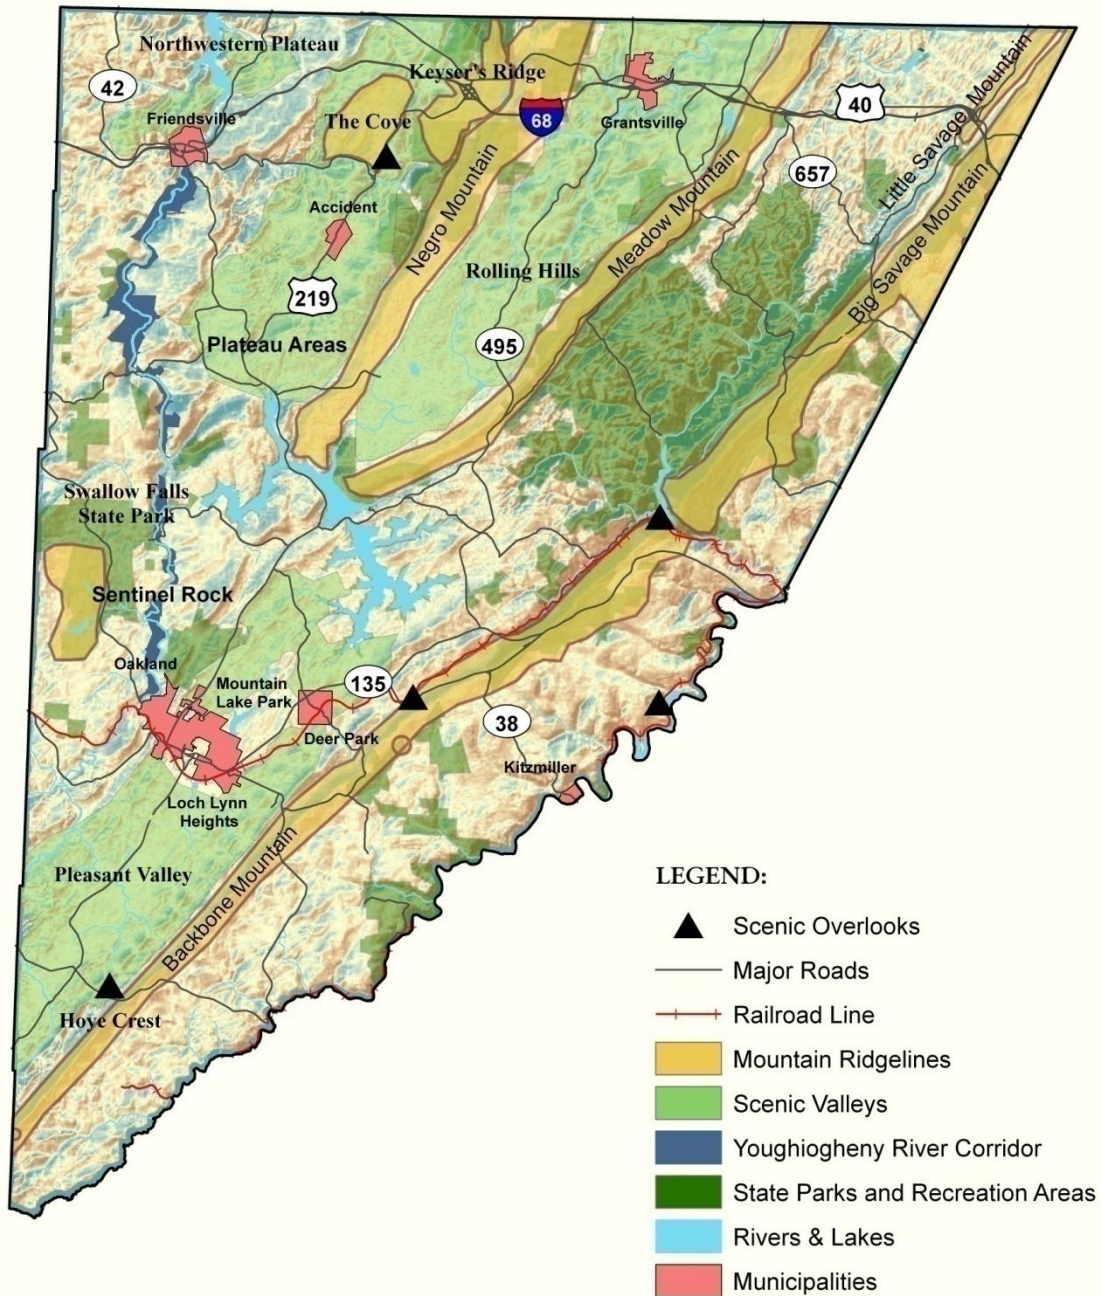 Northwestern Plateau
42
Friendsville
The Cove
Keyser's Ridge
68
Grantsville
40
657
Little Savage Mountain
Big Savage Mountain
Accident
Negro Mountain
Meadow Mountain
Rolling Hills
219
Plateau Areas
495
Swallow Falls
State Park
Sentinel Rock
Oakland
Mountain
Lake Park
135
Deer Park
38
Kitzmiller
Loch Lynn
Heights
Pleasant Valley
Backbone Mountain
Hoye Crest
LEGEND:
Scenic Overlooks
Major Roads
Railroad Line
Mountain Ridgelines
Scenic Valleys
Youghiogheny River Corridor
State Parks and Recreation Areas
Rivers & Lakes
Municipalities